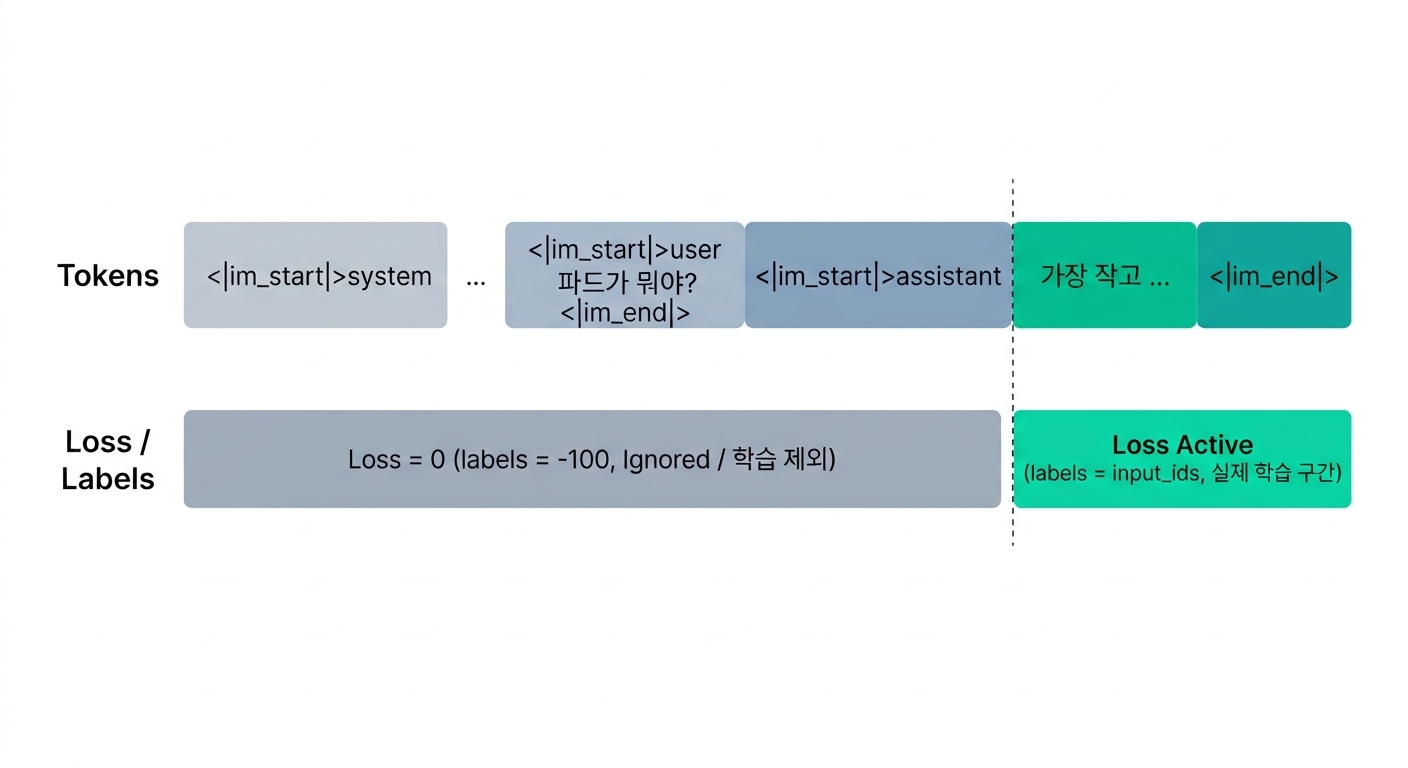 Tokens
<|im_start|>system
...
<|im_start|>user
파드가 뭐야?
<|im_end|>
<|im_start|>assistant
가장 작고 ...
<|im_end|>
Loss /
Labels
Loss = 0 (labels = -100, Ignored / 학습 제외)
Loss Active
(labels = input_ids, 실제 학습 구간)